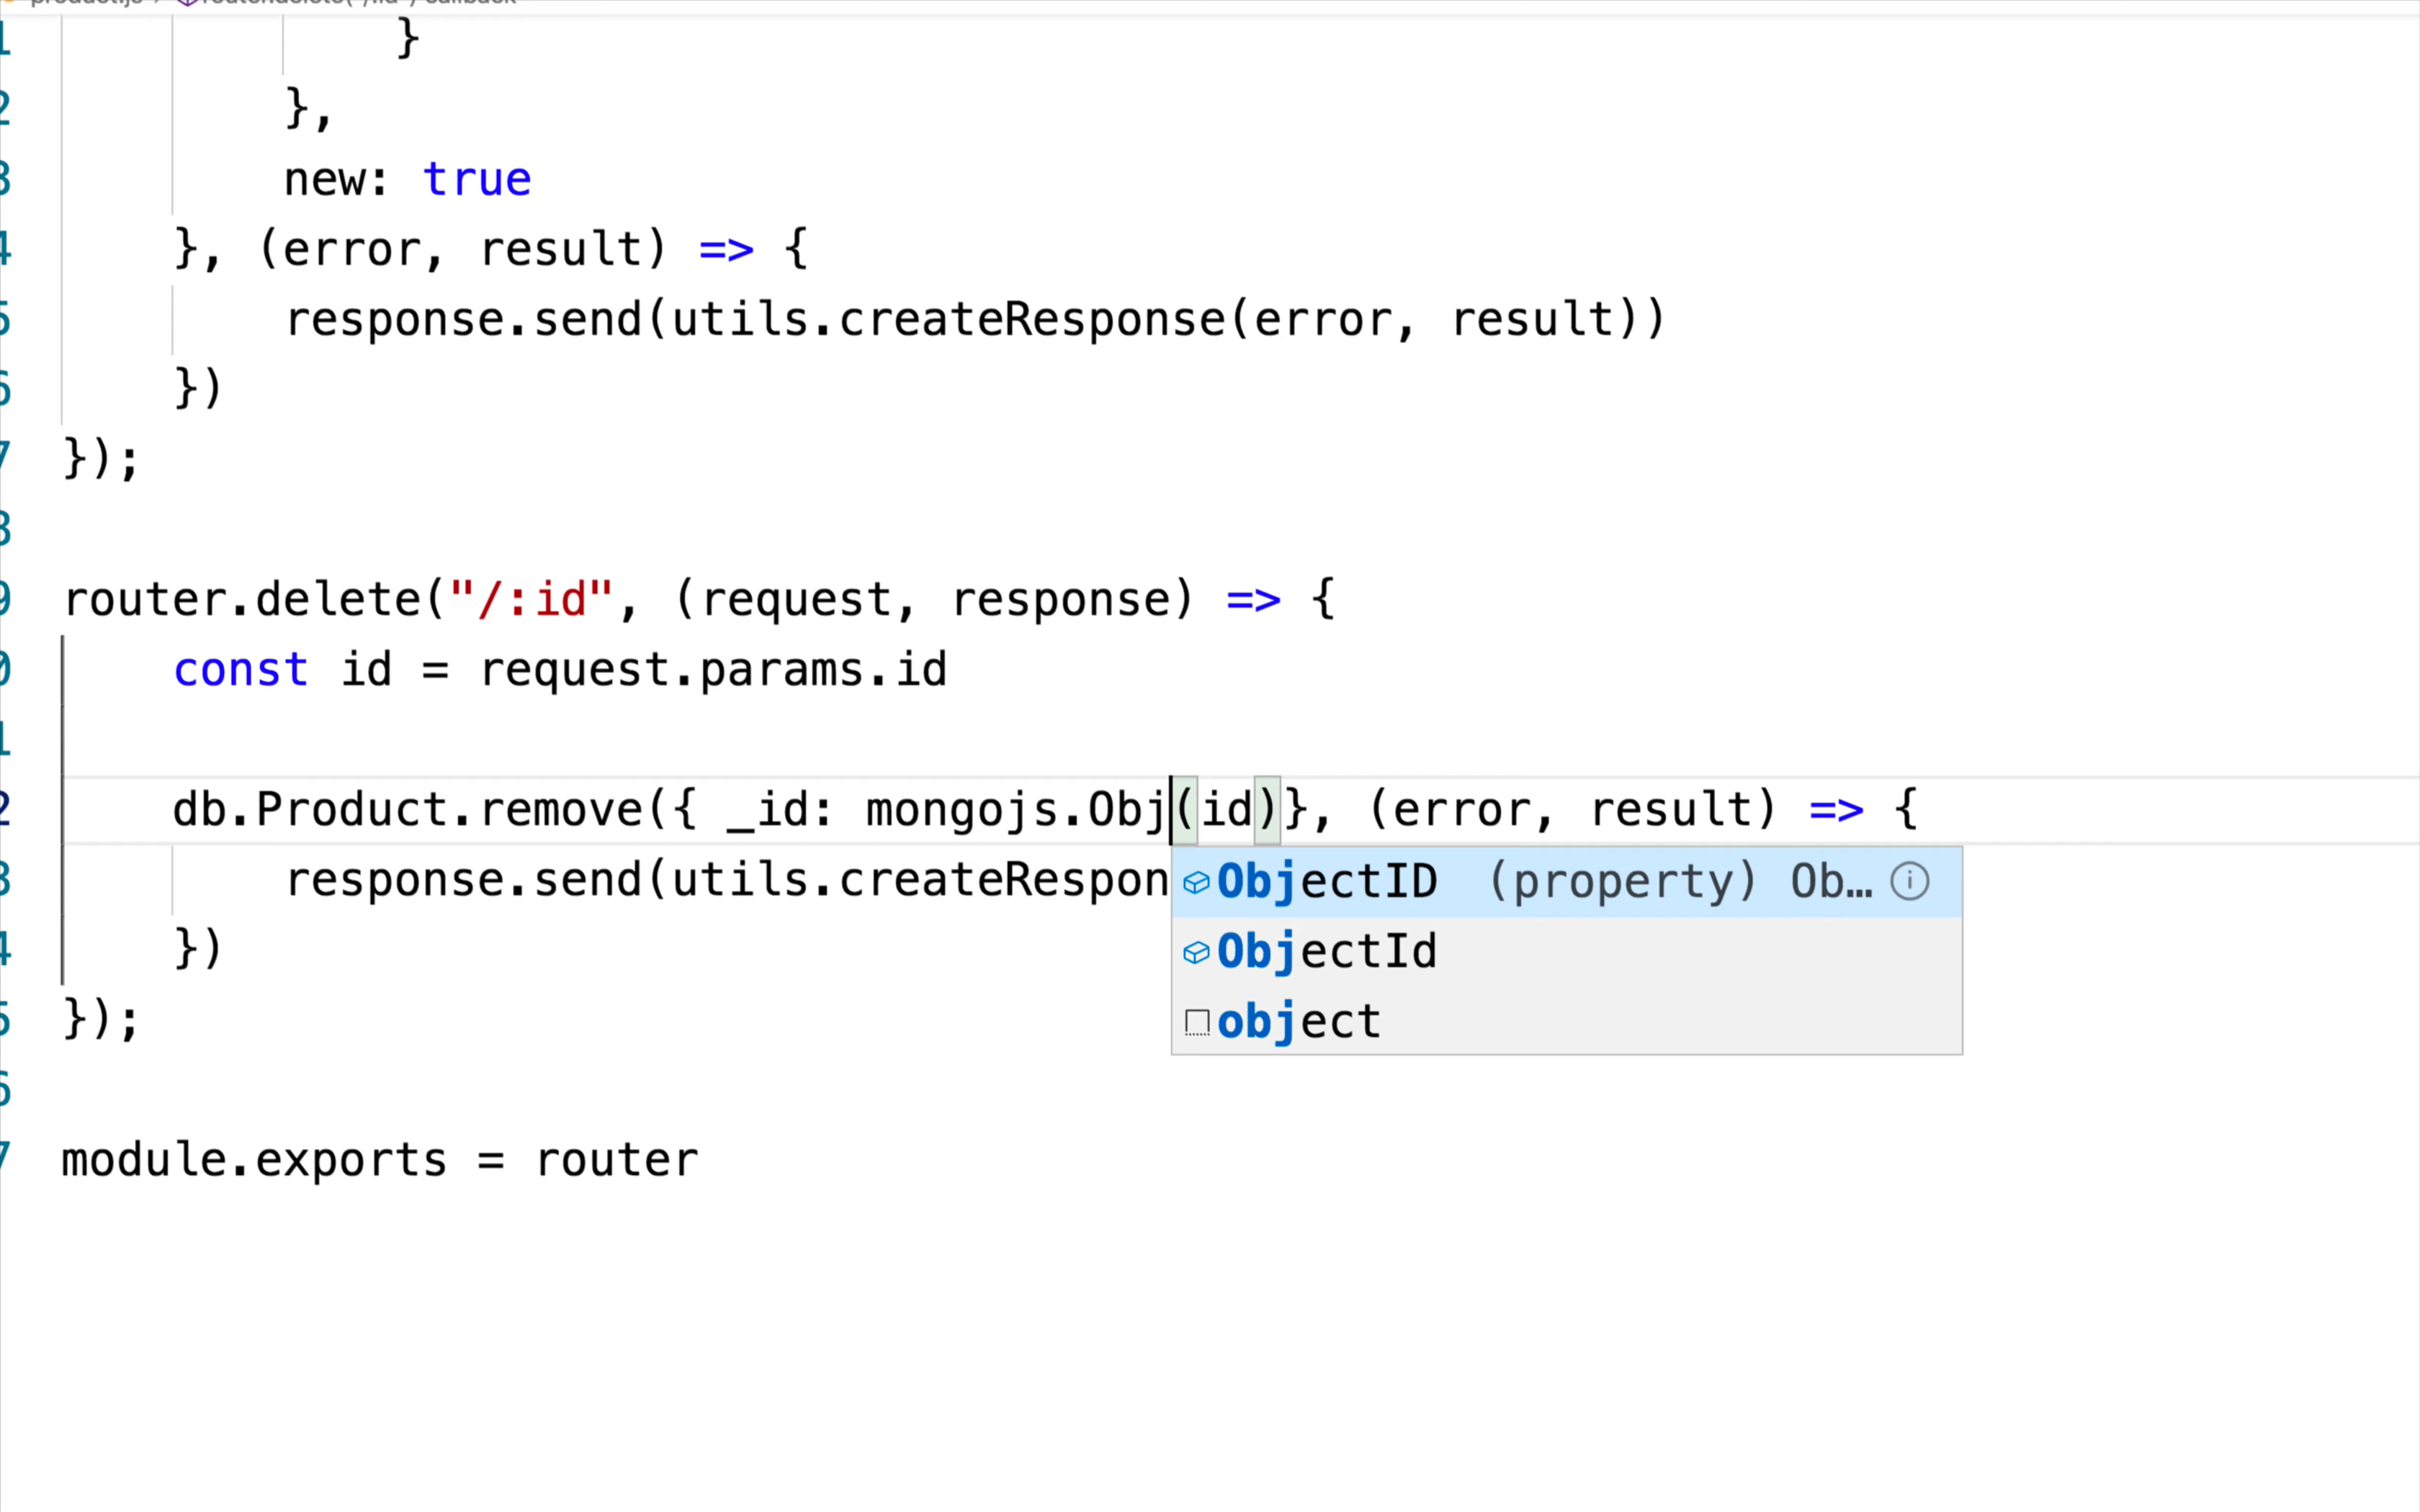 }
},
new: true
}, (error, result) => {
response.send(utils.createResponse(error, result))
})
});
router.delete("/:id", (request, response) => {
const id = request.params.id
db.Product.remove({ _id: mongojs.Obj(id)}, (error, result) => {
response.send(utils.createRespon
ObjectID (property) Ob…
ObjectId
object
})
});
module.exports = router